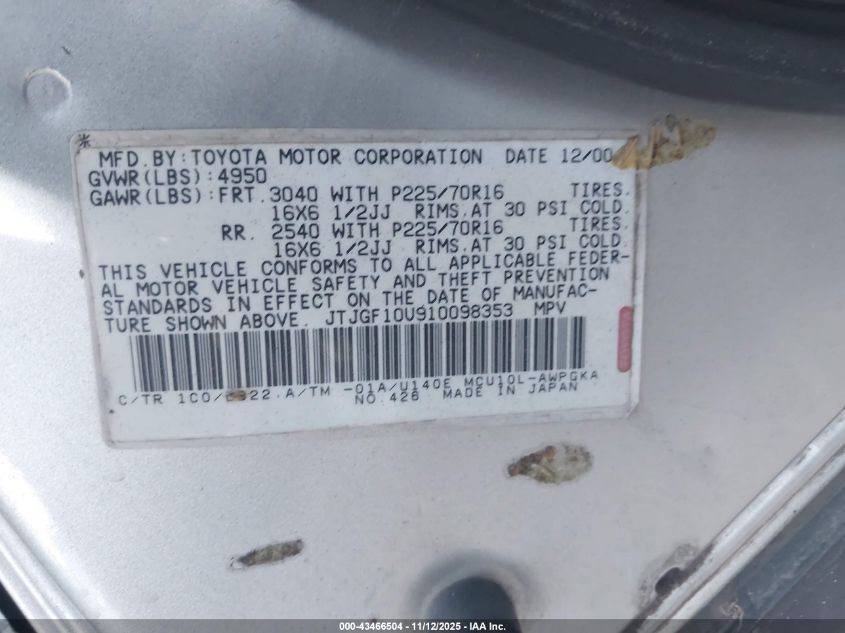 MFD.BY:TOYOTA MOTOR CORPORATION DATE 12/00
GVWR(LBS):4950
GAWR(LBS):FRT.3040 WITH P225/70R16 TIRES.
16X6 1/2JJ RIMS.AT 30 PSI COLD.
RR. 2540 WITH P225/70R16 TIRES.
16X6 1/2JJ RIMS.AT 30 PSI COLD.
THIS VEHICLE CONFORMS TO ALL APPLICABLE FEDER-
AL MOTOR VEHICLE SAFETY AND THEFT PREVENTION
STANDARDS IN EFFECT ON THE DATE OF MANUFAC-
TURE SHOWN ABOVE. JTJGF10U910098353 MPV
C/TR 1C0/ .A/TM -01A/U140E MCU10L-AWPGKA
NO.426 MADE IN JAPAN
000-43466504 - 11/12/2025 - IAA Inc.